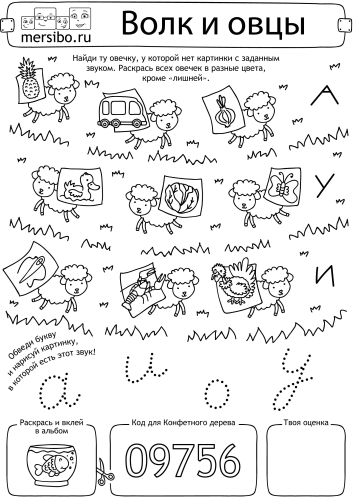 mersibo.ru
Волк и овцы
Найди ту овечку, у которой нет картинки с заданным
звуком. Раскрась всех овечек в разные цвета,
кроме «лишней».
А
У
И
Обведи букву
и нарисуй картинку,
в которой есть этот звук!
а и о у
Раскрась и вклей
в альбом
Код для Конфетного дерева
09756
Твоя оценка